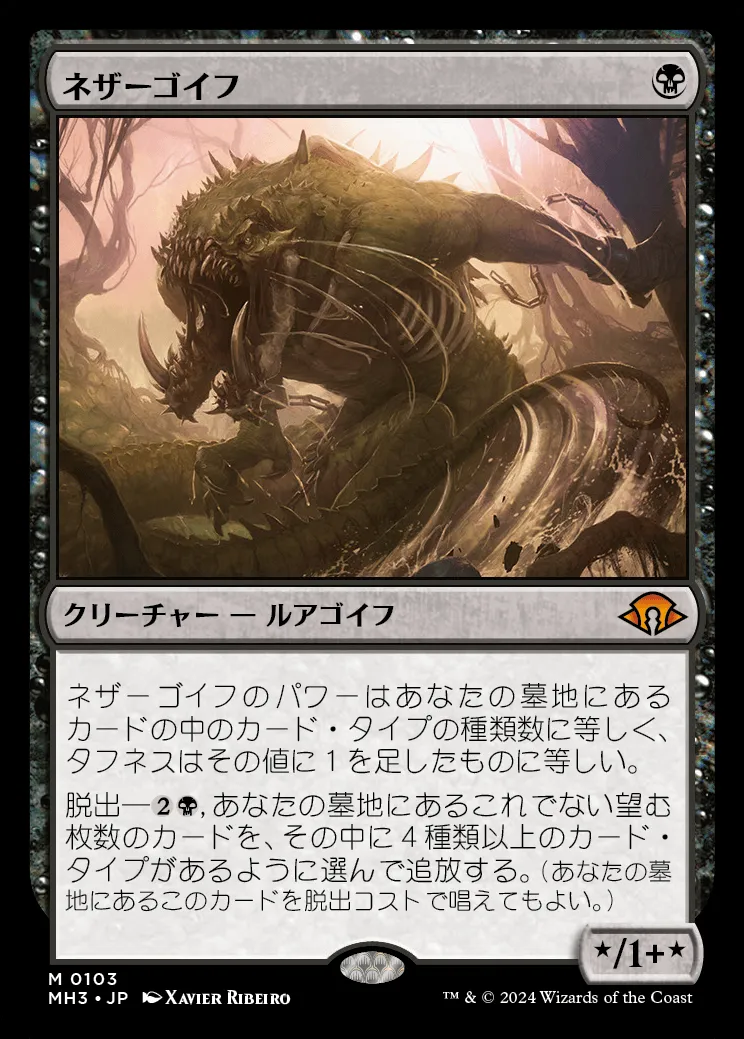 ネザーゴイフ
クリーチャー — ルアゴイフ
ネザーゴイフのパワーはあなたの墓地にある
カードの中のカード・タイプの種類数に等しく、
タフネスはその値に1を足したものに等しい。
脱出—2, あなたの墓地にあるこれでない望む
枚数のカードを、その中に4種類以上のカード・
タイプがあるように選んで追放する。(あなたの墓
地にあるこのカードを脱出コストで唱えてもよい。)
★/1+★
M 0103
MH3 • JP XAVIER RIBEIRO
™ & © 2024 Wizards of the Coast